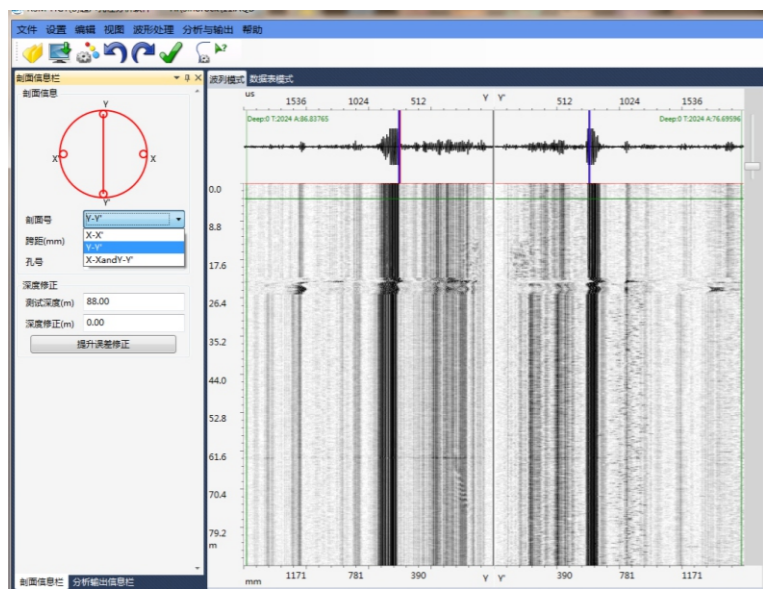 文件 设置 编辑 视图 波形处理 分析与输出 帮助
剖面信息栏
剖面信息
Y
X X
Y'
剖面号 Y-Y'
X-X'
Y-Y'
X-XandY-Y'
跨距(mm)
孔号
深度修正
测试深度(m) 88.00
深度修正(m) 0.00
提升误差修正
剖面信息栏 分析输出信息栏
波列模式 数据表模式
us 1536 1024 512 Y Y' 512 1024 1536
Deep:0 T:2024 A:86.83765 Deep:0 T:2024 A:76.69596
0.0
8.8
17.6
26.4
35.2
44.0
52.8
61.6
70.4
79.2
m
mm 1171 781 390 Y Y' 390 781 1171